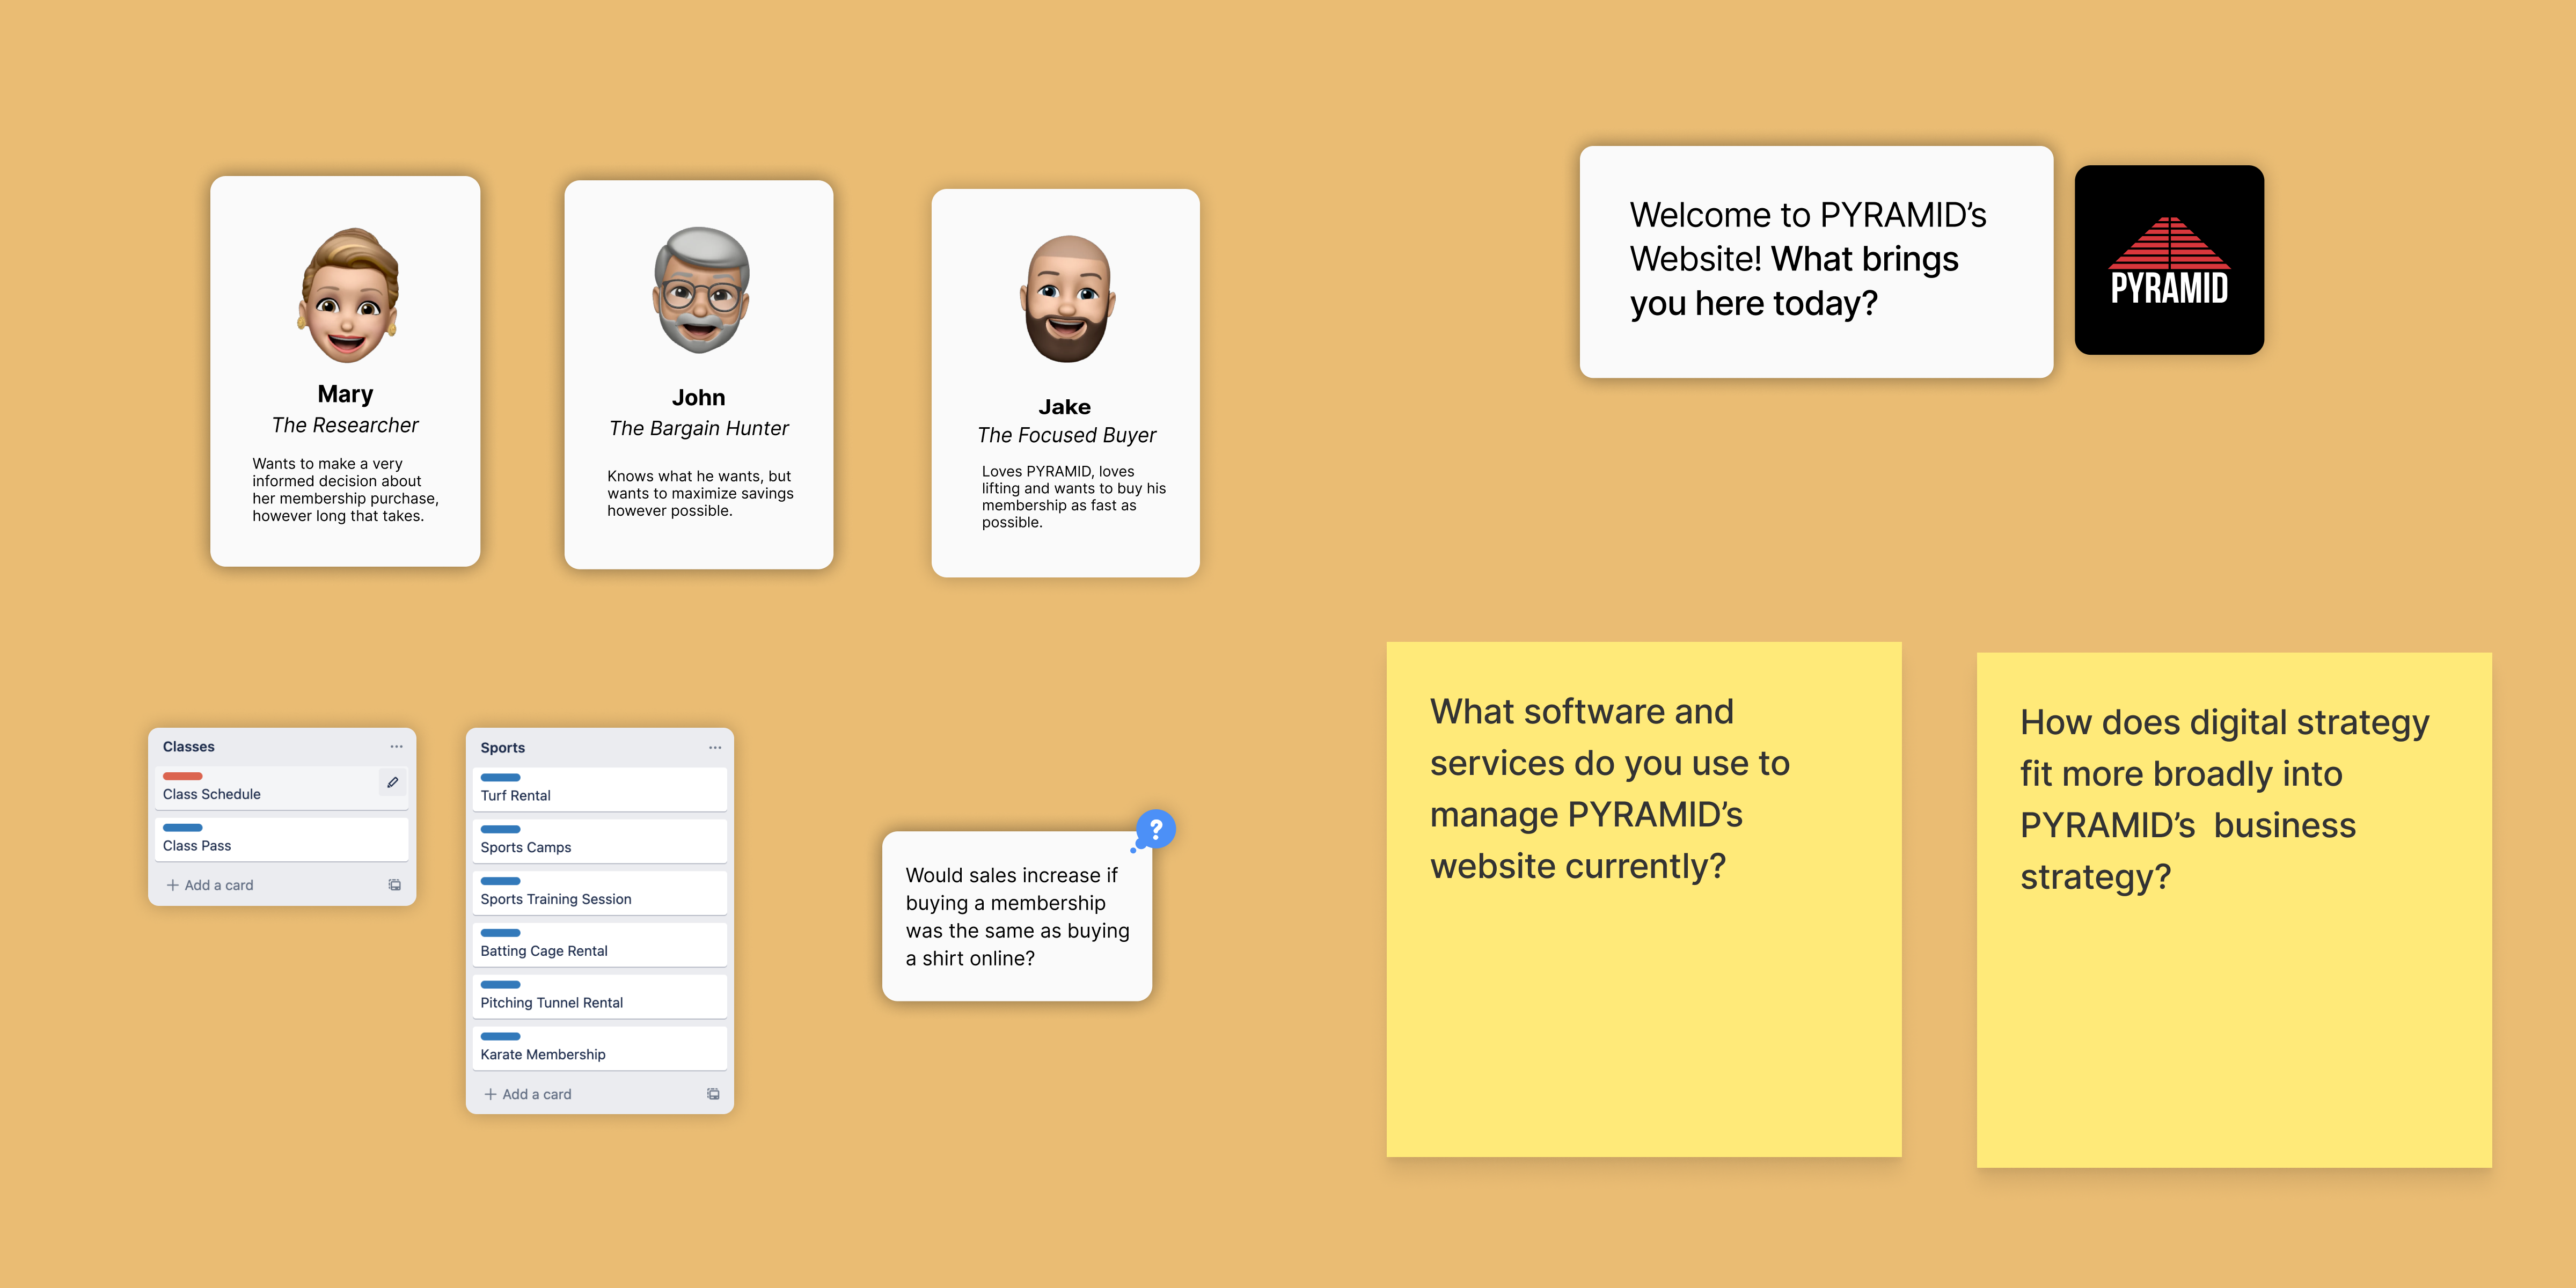 Mary
The Researcher
Wants to make a very
informed decision about
her membership purchase,
however long that takes.
John
The Bargain Hunter
Knows what he wants, but
wants to maximize savings
however possible.
Jake
The Focused Buyer
Loves PYRAMID, loves
lifting and wants to buy his
membership as fast as
possible.
Welcome to PYRAMID’s
Website! What brings
you here today?
PYRAMID
Classes
Class Schedule
Class Pass
+ Add a card
Sports
Turf Rental
Sports Camps
Sports Training Session
Batting Cage Rental
Pitching Tunnel Rental
Karate Membership
+ Add a card
?
Would sales increase if
buying a membership
was the same as buying
a shirt online?
What software and
services do you use to
manage PYRAMID’s
website currently?
How does digital strategy
fit more broadly into
PYRAMID’s  business
strategy?